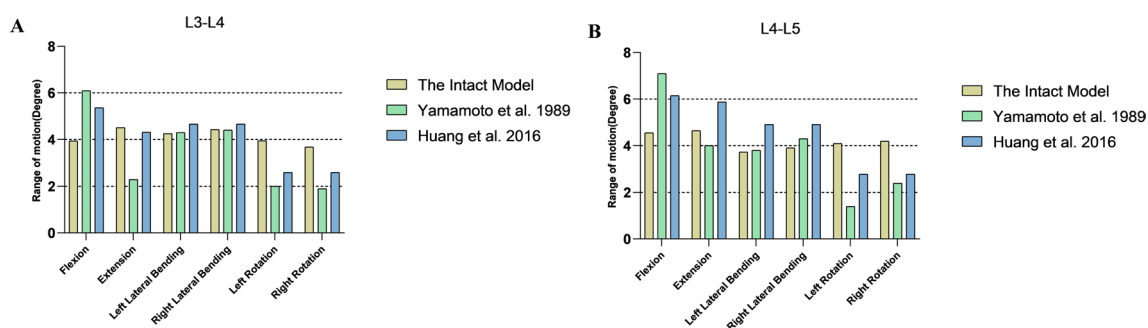 A
L3-L4
Range of motion(Degree)
8
6
4
2
0
Flexion
Extension
Left Lateral Bending
Right Lateral Bending
Left Rotation
Right Rotation
The Intact Model
Yamamoto et al. 1989
Huang et al. 2016
B
L4-L5
Range of motion(Degree)
8
6
4
2
0
Flexion
Extension
Left Lateral Bending
Right Lateral Bending
Left Rotation
Right Rotation
The Intact Model
Yamamoto et al. 1989
Huang et al. 2016